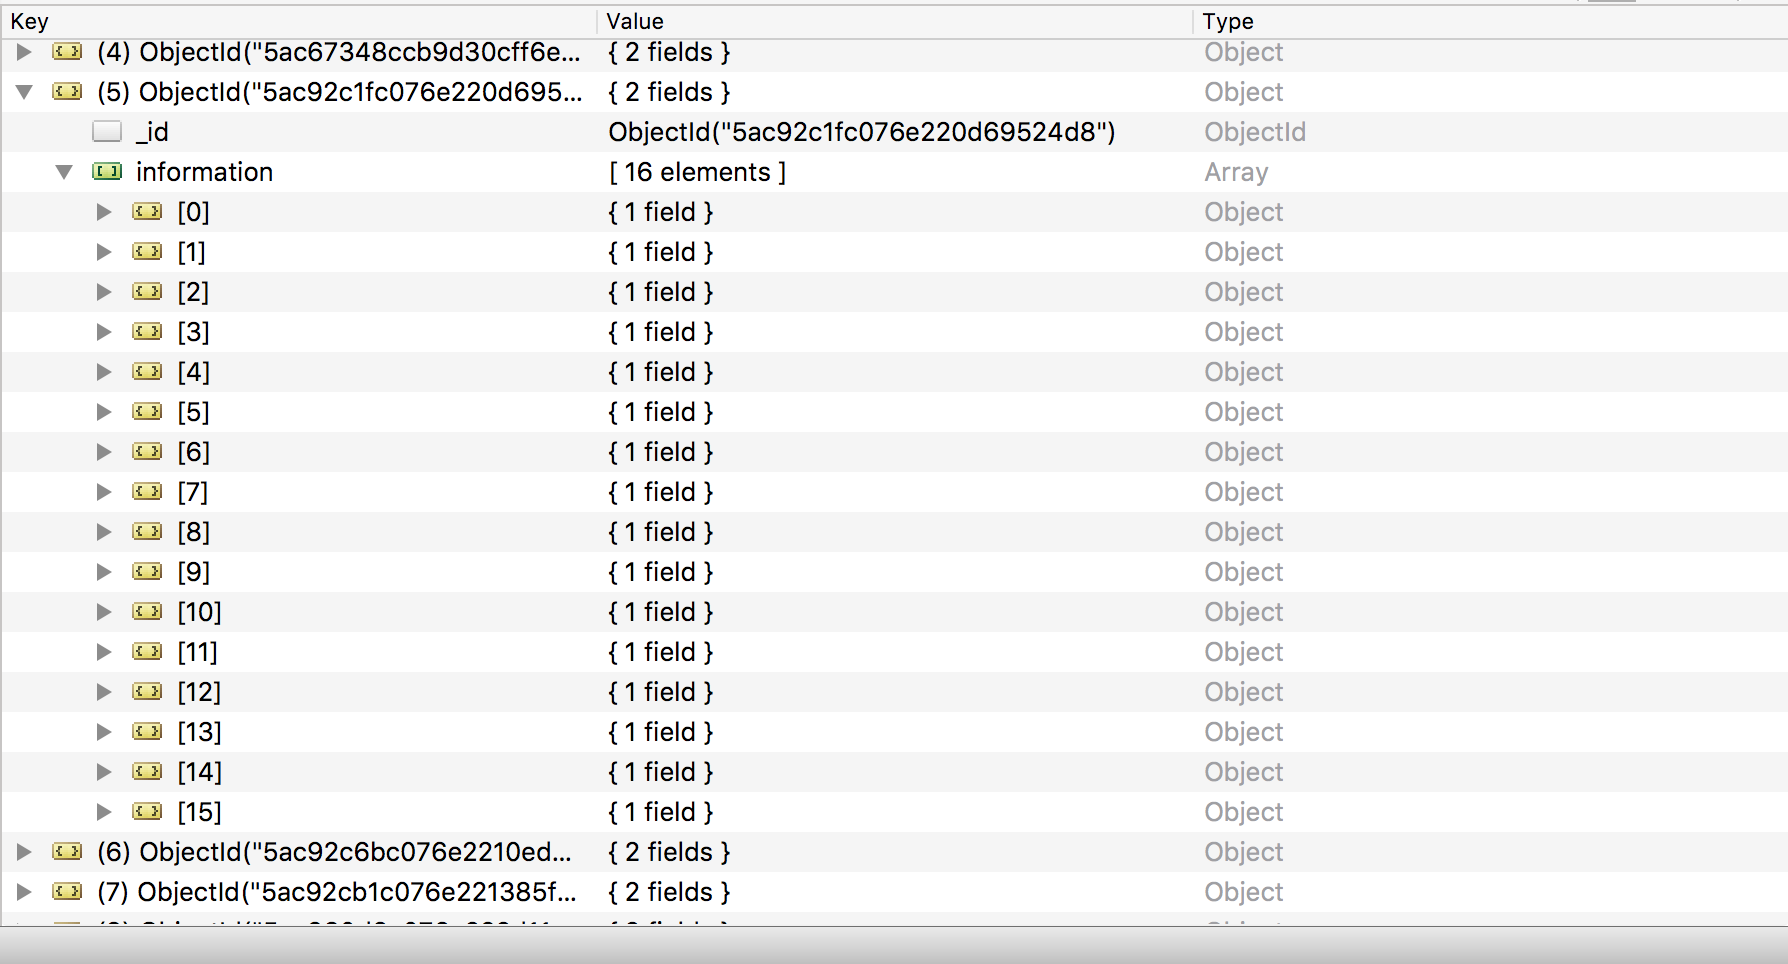 Key Value Type
(4) ObjectId("5ac67348ccb9d30cff6e... { 2 fields } Object
(5) ObjectId("5ac92c1fc076e220d695... { 2 fields } Object
_id ObjectId("5ac92c1fc076e220d69524d8") ObjectId
information [ 16 elements ] Array
[0] { 1 field } Object
[1] { 1 field } Object
[2] { 1 field } Object
[3] { 1 field } Object
[4] { 1 field } Object
[5] { 1 field } Object
[6] { 1 field } Object
[7] { 1 field } Object
[8] { 1 field } Object
[9] { 1 field } Object
[10] { 1 field } Object
[11] { 1 field } Object
[12] { 1 field } Object
[13] { 1 field } Object
[14] { 1 field } Object
[15] { 1 field } Object
(6) ObjectId("5ac92c6bc076e2210ed... { 2 fields } Object
(7) ObjectId("5ac92cb1c076e221385f... { 2 fields } Object